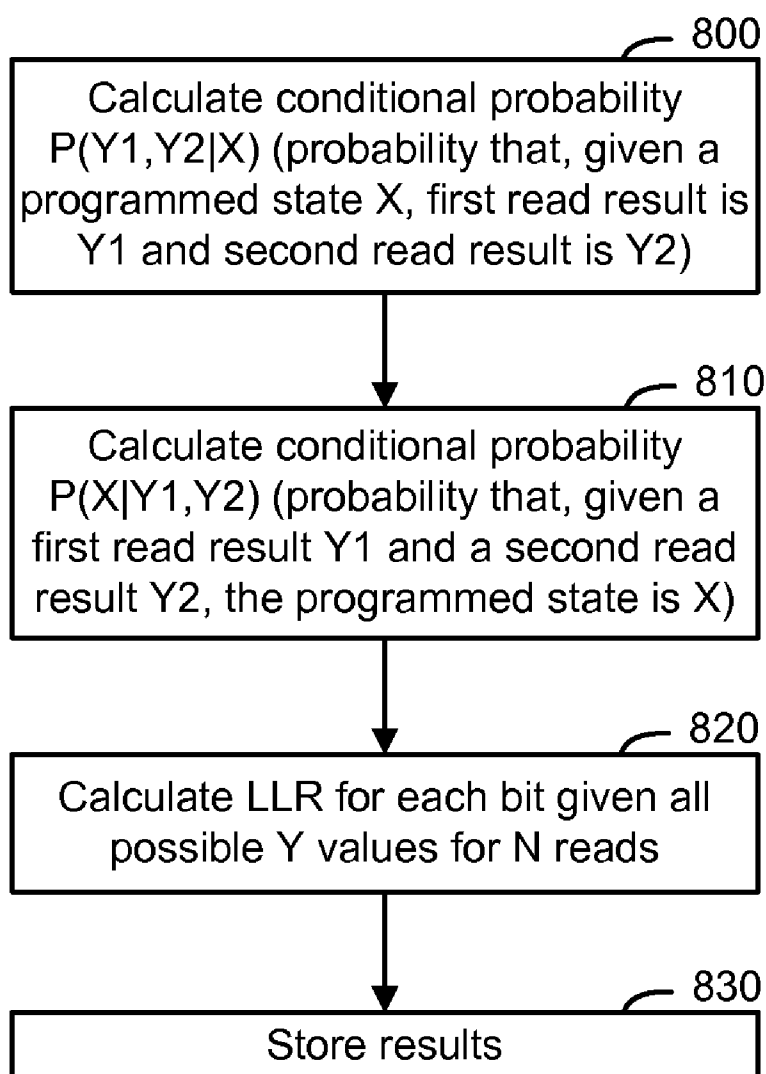 800
Calculate conditional probability
P(Y1,Y2|X) (probability that, given a
programmed state X, first read result is
Y1 and second read result is Y2)
810
Calculate conditional probability
P(X|Y1,Y2) (probability that, given a
first read result Y1 and a second read
result Y2, the programmed state is X)
820
Calculate LLR for each bit given all
possible Y values for N reads
830
Store results